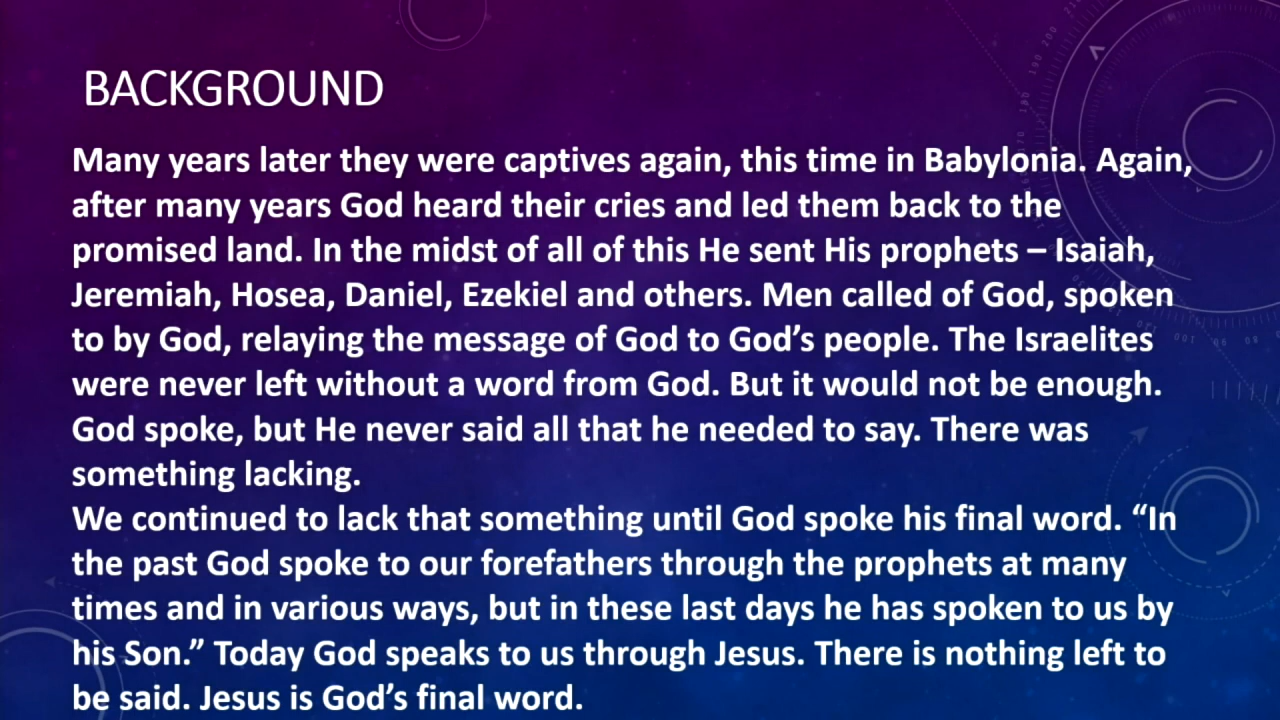 BACKGROUND
Many years later they were captives again, this time in Babylonia. Again,
after many years God heard their cries and led them back to the
promised land. In the midst of all of this He sent His prophets – Isaiah,
Jeremiah, Hosea, Daniel, Ezekiel and others. Men called of God, spoken
to by God, relaying the message of God to God’s people. The Israelites
were never left without a word from God. But it would not be enough.
God spoke, but He never said all that he needed to say. There was
something lacking.
We continued to lack that something until God spoke his final word. “In
the past God spoke to our forefathers through the prophets at many
times and in various ways, but in these last days he has spoken to us by
his Son.” Today God speaks to us through Jesus. There is nothing left to
be said. Jesus is God’s final word.